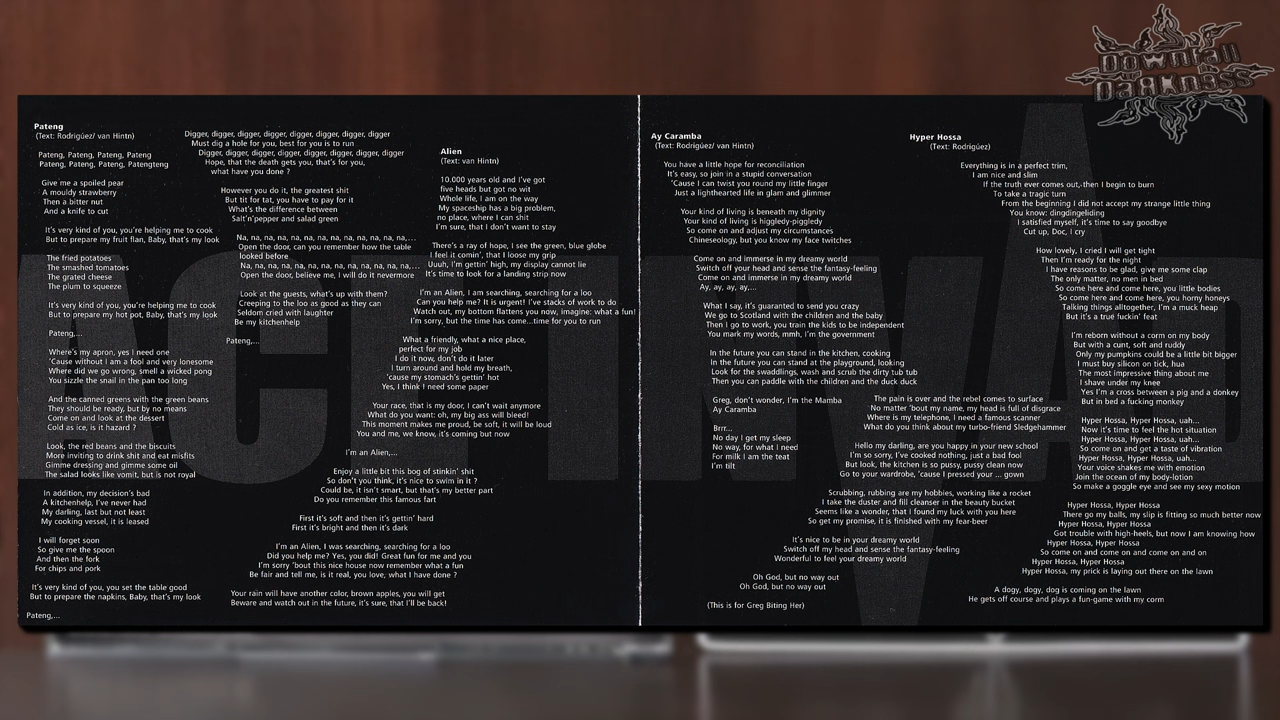 Pateng
(Text: Rodrigúez/ van Hintn)
Pateng, Pateng, Pateng, Pateng
Pateng, Pateng, Pateng, Patengteng
Give me a spoiled pear
A mouldy strawberry
Then a bitter nut
And a knife to cut
It's very kind of you, you're helping me to cook
But to prepare my fruit flan, Baby, that's my look
The fried potatoes
The smashed tomatoes
The grated cheese
The plum to squeeze
It's very kind of you, you're helping me to cook
But to prepare my hot pot, Baby, that's my look
Pateng,...
Where's my apron, yes I need one
'Cause without I am a fool and very lonesome
Where did we go wrong, smell a wicked pong
You sizzle the snail in the pan too long
And the canned greens with the green beans
They should be ready, but by no means
Come on and look at the dessert
Cold as ice, is it hazard ?
Look, the red beans and the biscuits
More inviting to drink shit and eat misfits
Gimme dressing and gimme some oil
The salad looks like vomit, but is not royal
In addition, my decision's bad
A kitchenhelp, I've never had
My darling, last but not least
My cooking vessel, it is leased
I will forget soon
So give me the spoon
And then the fork
For chips and pork
It's very kind of you, you set the table good
But to prepare the napkins, Baby, that's my look
Pateng,...
Digger, digger, digger, digger, digger, digger, digger, digger
Must dig a hole for you, best for you is to run
Digger, digger, digger, digger, digger, digger, digger, digger
Hope, that the death gets you, that's for you,
what have you done ?
However you do it, the greatest shit
But tit for tat, you have to pay for it
What's the difference between
Salt'n'pepper and salad green
Na, na, na, na, na, na, na, na, na, na, na, na, na,...
Open the door, can you remember how the table
looked before
Na, na, na, na, na, na, na, na, na, na, na, na, na,...
Open the door, believe me, I will do it nevermore
Look at the guests, what's up with them?
Creeping to the loo as good as they can
Seldom cried with laughter
Be my kitchenhelp
Pateng,...
Alien
(Text: van Hintn)
10.000 years old and I've got
five heads but got no wit
Whole life, I am on the way
My spaceship has a big problem,
no place, where I can shit
I'm sure, that I don't want to stay
There's a ray of hope, I see the green, blue globe
I feel it comin', that I loose my grip
Uuuh, I'm gettin' high, my display cannot lie
It's time to look for a landing strip now
I'm an Alien, I am searching, searching for a loo
Can you help me? It is urgent! I've stacks of work to do
Watch out, my bottom flattens you now, imagine: what a fun!
I'm sorry, but the time has come...time for you to run
What a friendly, what a nice place,
perfect for my job
I do it now, don't do it later
I turn around and hold my breath,
'cause my stomach's gettin' hot
Yes, I think I need some paper
Your race, that is my door, I can't wait anymore
What do you want: oh, my big ass will bleed!
This moment makes me proud, be soft, it will be loud
You and me, we know, it's coming but now
I'm an Alien,...
Enjoy a little bit this bog of stinkin' shit
So don't you think, it's nice to swim in it ?
Could be, it isn't smart, but that's my better part
Do you remember this famous fart
First it's soft and then it's gettin' hard
First it's bright and then it's dark
I'm an Alien, I was searching, searching for a loo
Did you help me? Yes, you did! Great fun for me and you
I'm sorry 'bout this nice house now remember what a fun
Be fair and tell me, is it real, you love, what I have done ?
Your rain will have another color, brown apples, you will get
Beware and watch out in the future, it's sure, that I'll be back!
Ay Caramba
(Text: Rodrigúez/ van Hintn)
You have a little hope for reconciliation
It's easy, so join in a stupid conversation
'Cause I can twist you round my little finger
Just a lighthearted life in glam and glimmer
Your kind of living is beneath my dignity
Your kind of living is higgledy-piggledy
So come on and adjust my circumstances
Chineseology, but you know my face twitches
Come on and immerse in my dreamy world
Switch off your head and sense the fantasy-feeling
Come on and immerse in my dreamy world
Ay, ay, ay, ay,...
What I say, it's guaranted to send you crazy
We go to Scotland with the children and the baby
Then I go to work, you train the kids to be independent
You mark my words, mmh, I'm the government
In the future you can stand in the kitchen, cooking
In the future you can stand at the playground, looking
Look for the swaddlings, wash and scrub the dirty tub tub
Then you can paddle with the children and the duck duck
Greg, don't wonder, I'm the Mamba
Ay Caramba
Brrr...
No day I get my sleep
No way, for what I need
For milk I am the teat
I'm tilt
The pain is over and the rebel comes to surface
No matter 'bout my name, my head is full of disgrace
Where is my telephone, I need a famous scanner
What do you think about my turbo-friend Sledgehammer
Hello my darling, are you happy in your new school
I'm so sorry, I've cooked nothing, just a bad fool
But look, the kitchen is so pussy, pussy clean now
Go to your wardrobe, 'cause I pressed your ... gown
Scrubbing, rubbing are my hobbies, working like a rocket
I take the duster and fill cleanser in the beauty bucket
Seems like a wonder, that I found my luck with you here
So get my promise, it is finished with my fear-beer
It's nice to be in your dreamy world
Switch off my head and sense the fantasy-feeling
Wonderful to feel your dreamy world
Oh God, but no way out
Oh God, but no way out
(This is for Greg Biting Her)
Hyper Hossa
(Text: Rodrigúez)
Everything is in a perfect trim,
I am nice and slim
If the truth ever comes out, then I begin to burn
To take a tragic turn
From the beginning I did not accept my strange little thing
You know: dingdingeliding
I satisfied myself, it's time to say goodbye
Cut up, Doc, I cry
How lovely, I cried I will get tight
Then I'm ready for the night
I have reasons to be glad, give me some clap
The only matter, no men in bed
So come here and come here, you little bodies
So come here and come here, you horny honeys
Talking things alltogether, I'm a muck heap
But it's a true fuckin' feat
I'm reborn without a corn on my body
But with a cunt, soft and ruddy
Only my pumpkins could be a little bit bigger
I must buy silicon on tick, hua
The most impressive thing about me
I shave under my knee
Yes I'm a cross between a pig and a donkey
But in bed a fucking monkey
Hyper Hossa, Hyper Hossa, uah...
Now it's time to feel the hot situation
Hyper Hossa, Hyper Hossa, uah...
So come on and get a taste of vibration
Hyper Hossa, Hyper Hossa, uah...
Your voice shakes me with emotion
Join the ocean of my body-lotion
So make a goggle eye and see my sexy motion
Hyper Hossa, Hyper Hossa
There go my balls, my slip is fitting so much better now
Hyper Hossa, Hyper Hossa
Got trouble with high-heels, but now I am knowing how
Hyper Hossa, Hyper Hossa
So come on and come on and come on and on
Hyper Hossa, Hyper Hossa
Hyper Hossa, my prick is laying out there on the lawn
A dogy, dogy, dog is coming on the lawn
He gets off course and plays a fun-game with my corm
Downfall
of
Darkness